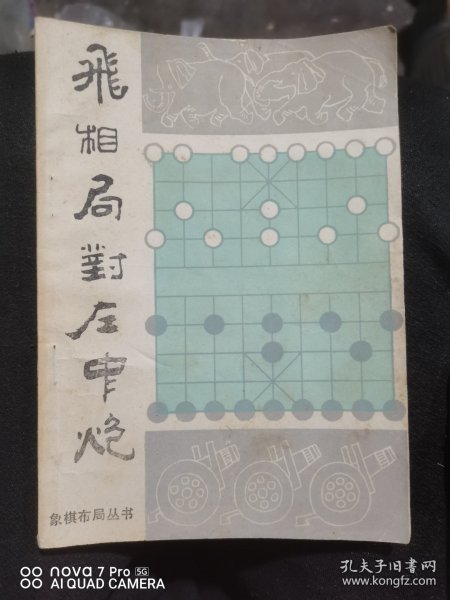 飛相局對左中炮
象棋布局丛书
nova 7 Pro 5G
AI QUAD CAMERA
孔夫子旧书网
www.kongfz.com